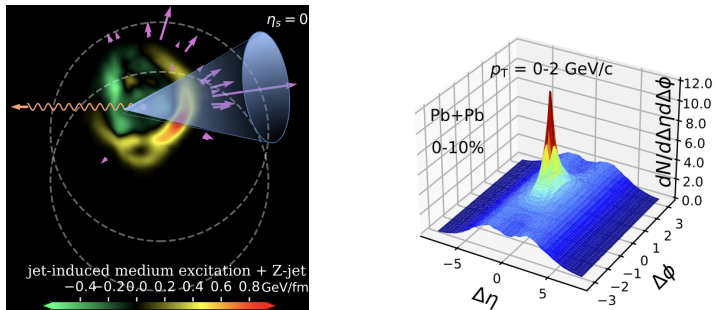 ηs = 0
jet-induced medium excitation + Z-jet
−0.4−0.20.0 0.2 0.4 0.6 0.8 GeV/fm
pT = 0-2 GeV/c
Pb+Pb
0-10%
12.0
10.0
8.0
6.0
4.0
2.0
0.0
dN/dΔηdΔϕ
−5 0 5
Δη
−3 −2 −1 0 1 2 3
Δϕ